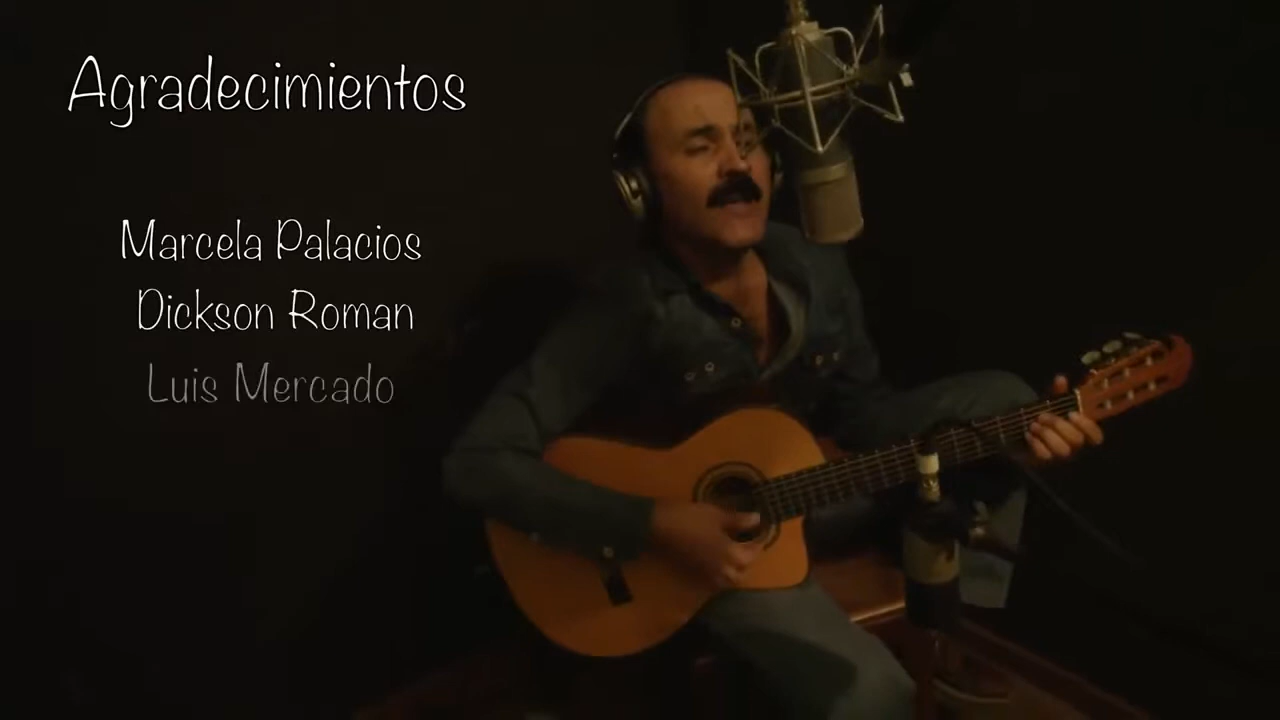 Agradecimientos
Marcela Palacios
Dickson Roman
Luis Mercado